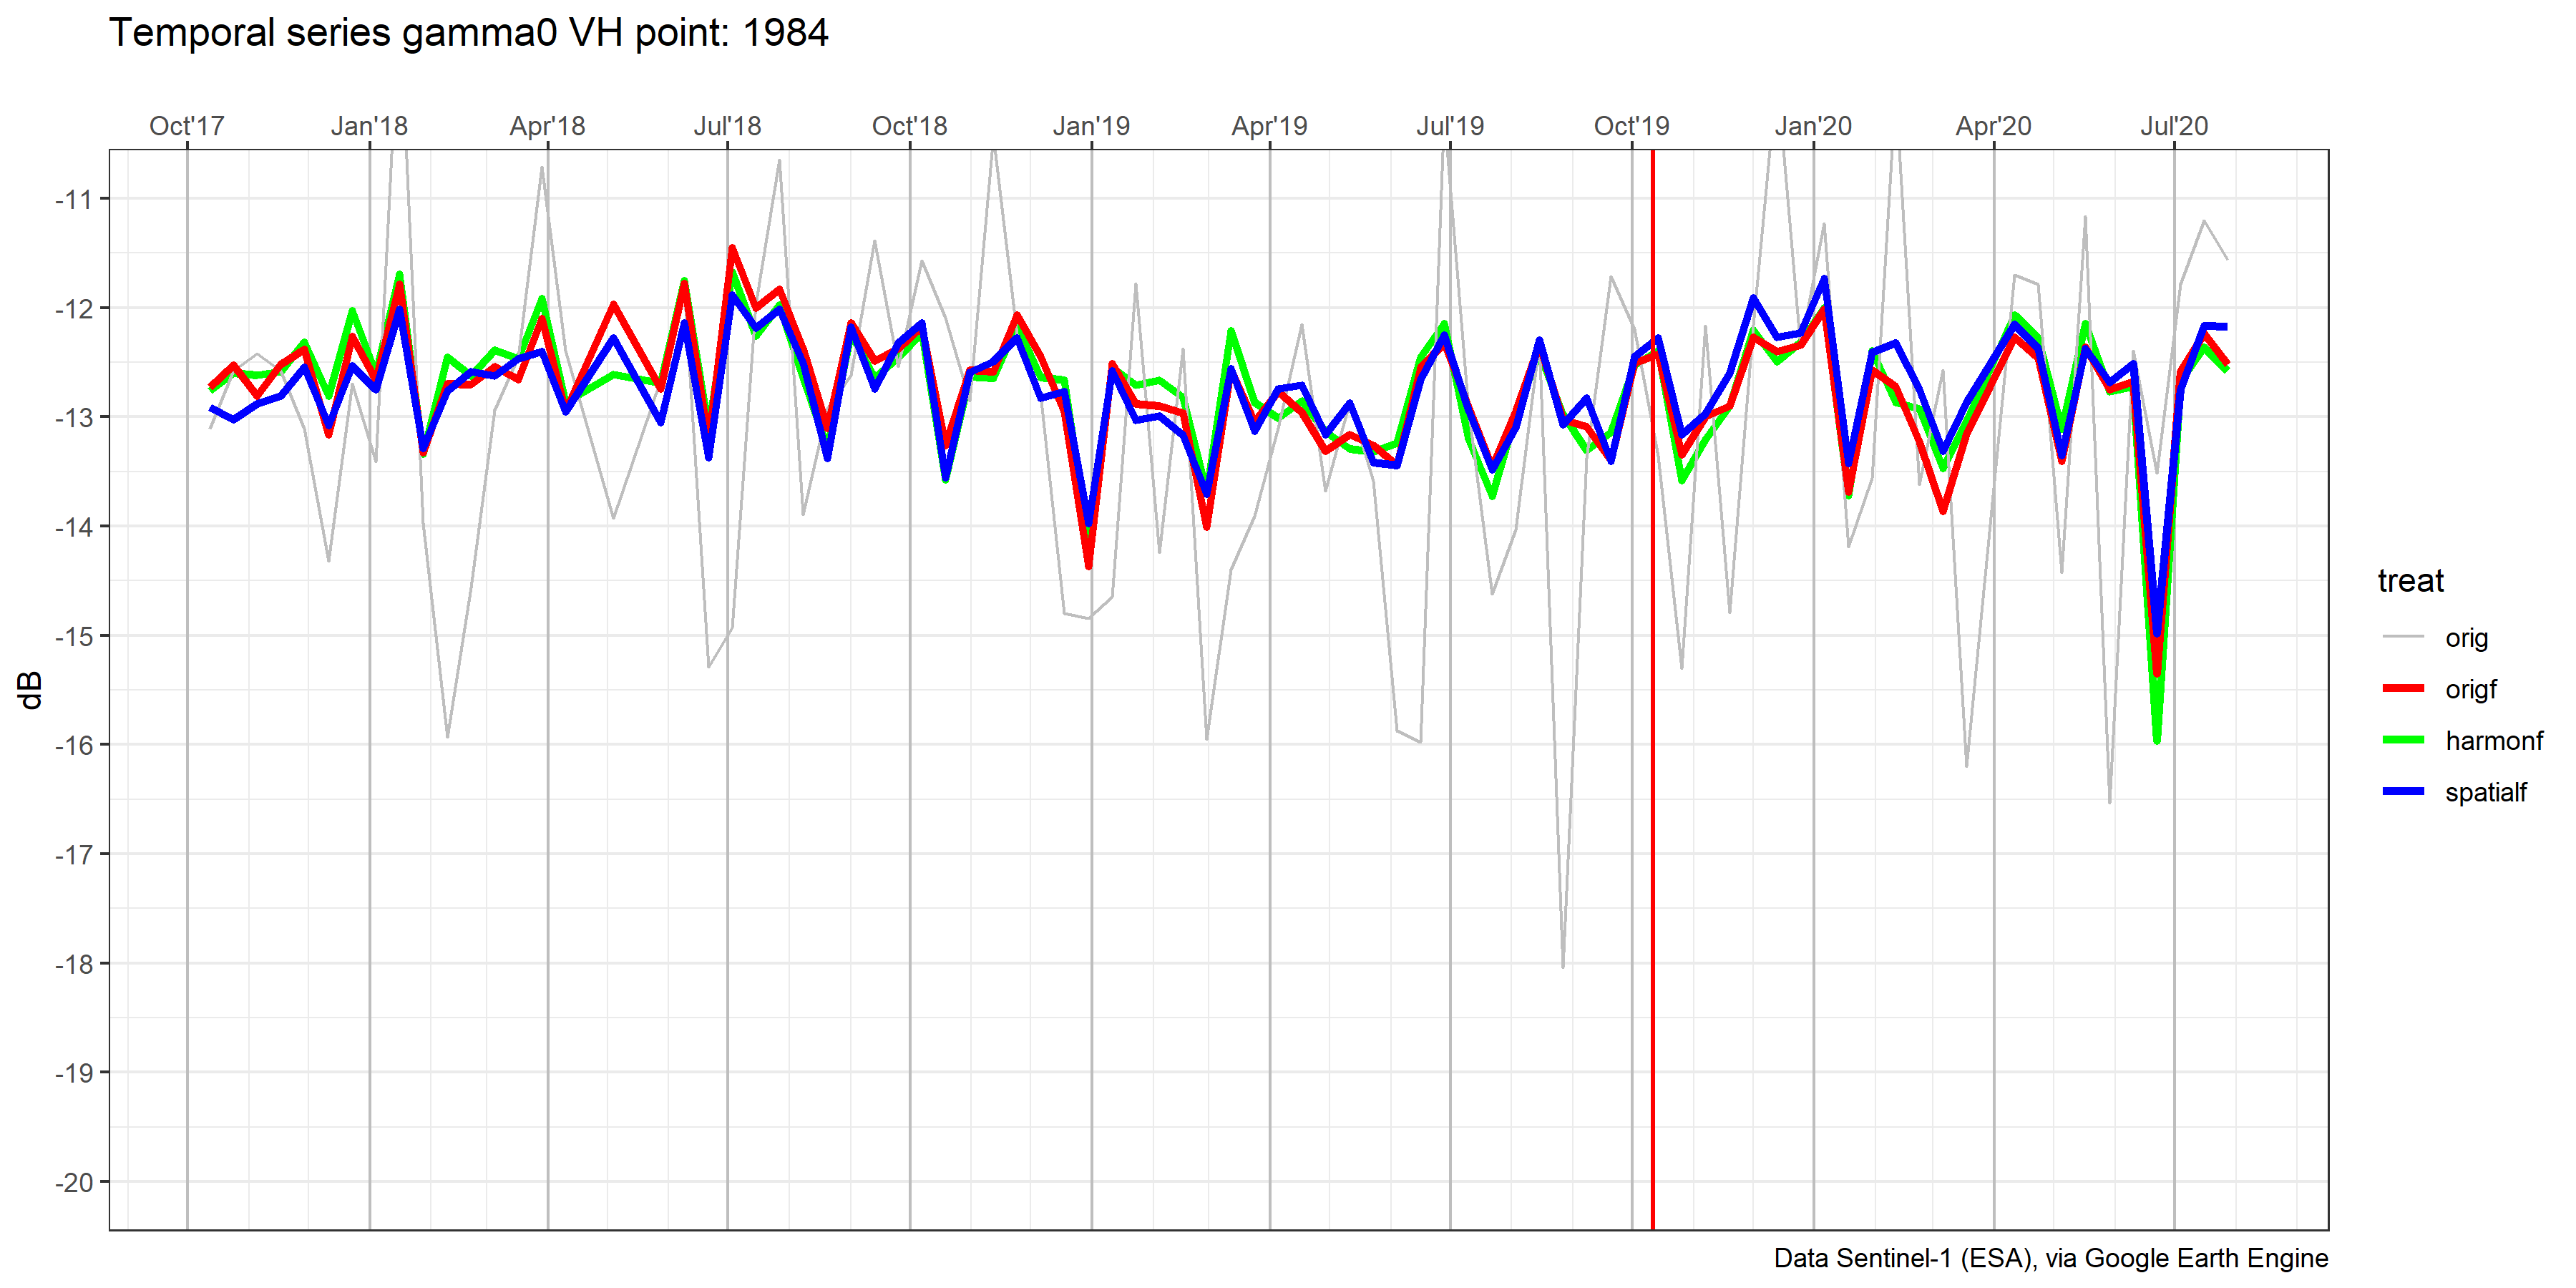 Temporal series gamma0 VH point: 1984
Oct'17 Jan'18 Apr'18 Jul'18 Oct'18 Jan'19 Apr'19 Jul'19 Oct'19 Jan'20 Apr'20 Jul'20
-11
-12
-13
-14
-15
-16
-17
-18
-19
-20
dB
treat
orig
origf
harmonf
spatialf
Data Sentinel-1 (ESA), via Google Earth Engine